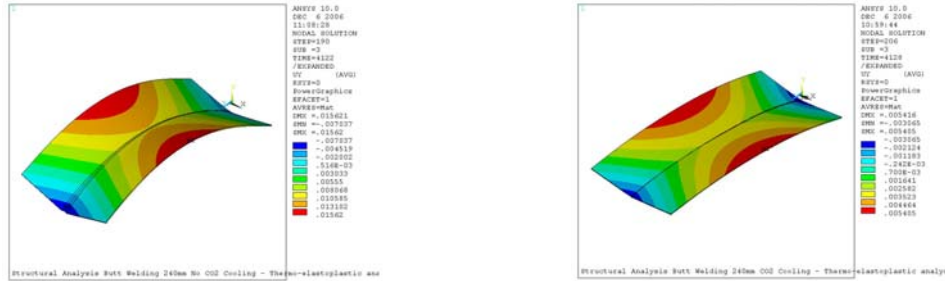 1
ANSYS 10.0
DEC 6 2006
11:08:28
NODAL SOLUTION
STEP=190
SUB =3
TIME=4122
/EXPANDED
UY (AVG)
RSYS=0
PowerGraphics
EFACET=1
AVRES=Mat
DMX =.015621
SMN =-.007037
SMX =.01562
-.007037
-.004519
-.002002
.516E-03
.003033
.00555
.008068
.010585
.013102
.01562
Structural Analysis Butt Welding 240mm No CO2 Cooling - Thermo-elastoplastic ana
1
ANSYS 10.0
DEC 6 2006
10:59:44
NODAL SOLUTION
STEP=206
SUB =3
TIME=4128
/EXPANDED
UY (AVG)
RSYS=0
PowerGraphics
EFACET=1
AVRES=Mat
DMX =.005416
SMN =-.003065
SMX =.005405
-.003065
-.002124
-.001183
-.242E-03
.700E-03
.001641
.002582
.003523
.004464
.005405
Structural Analysis Butt Welding 240mm CO2 Cooling - Thermo-elastoplastic analys